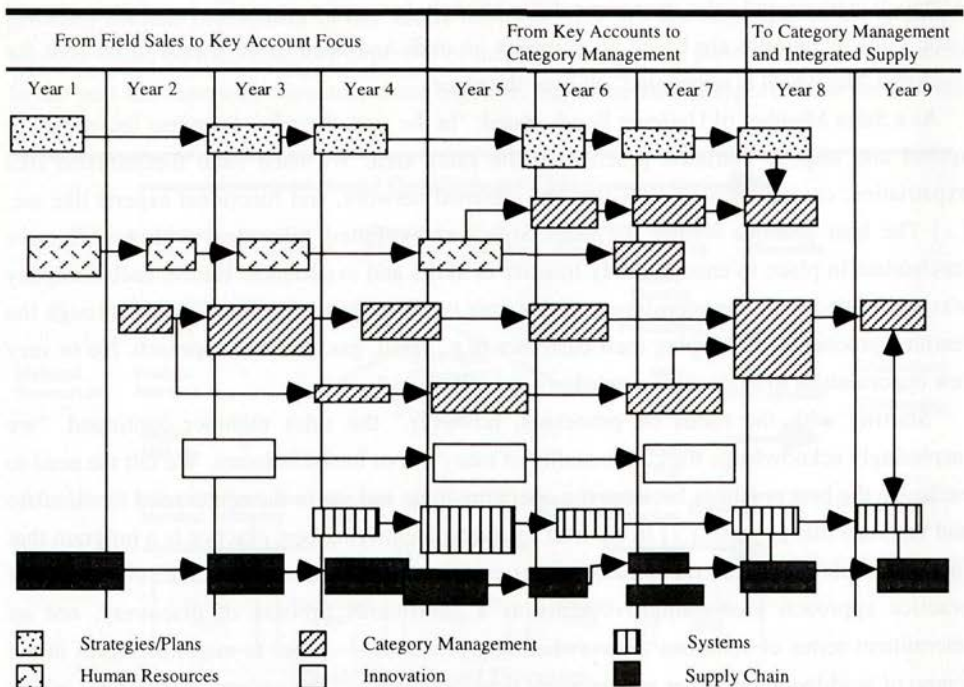 From Field Sales to Key Account Focus
From Key Accounts to
Category Management
To Category Management
and Integrated Supply
Year 1 Year 2 Year 3 Year 4 Year 5 Year 6 Year 7 Year 8 Year 9
Strategies/Plans Category Management Systems
Human Resources Innovation Supply Chain